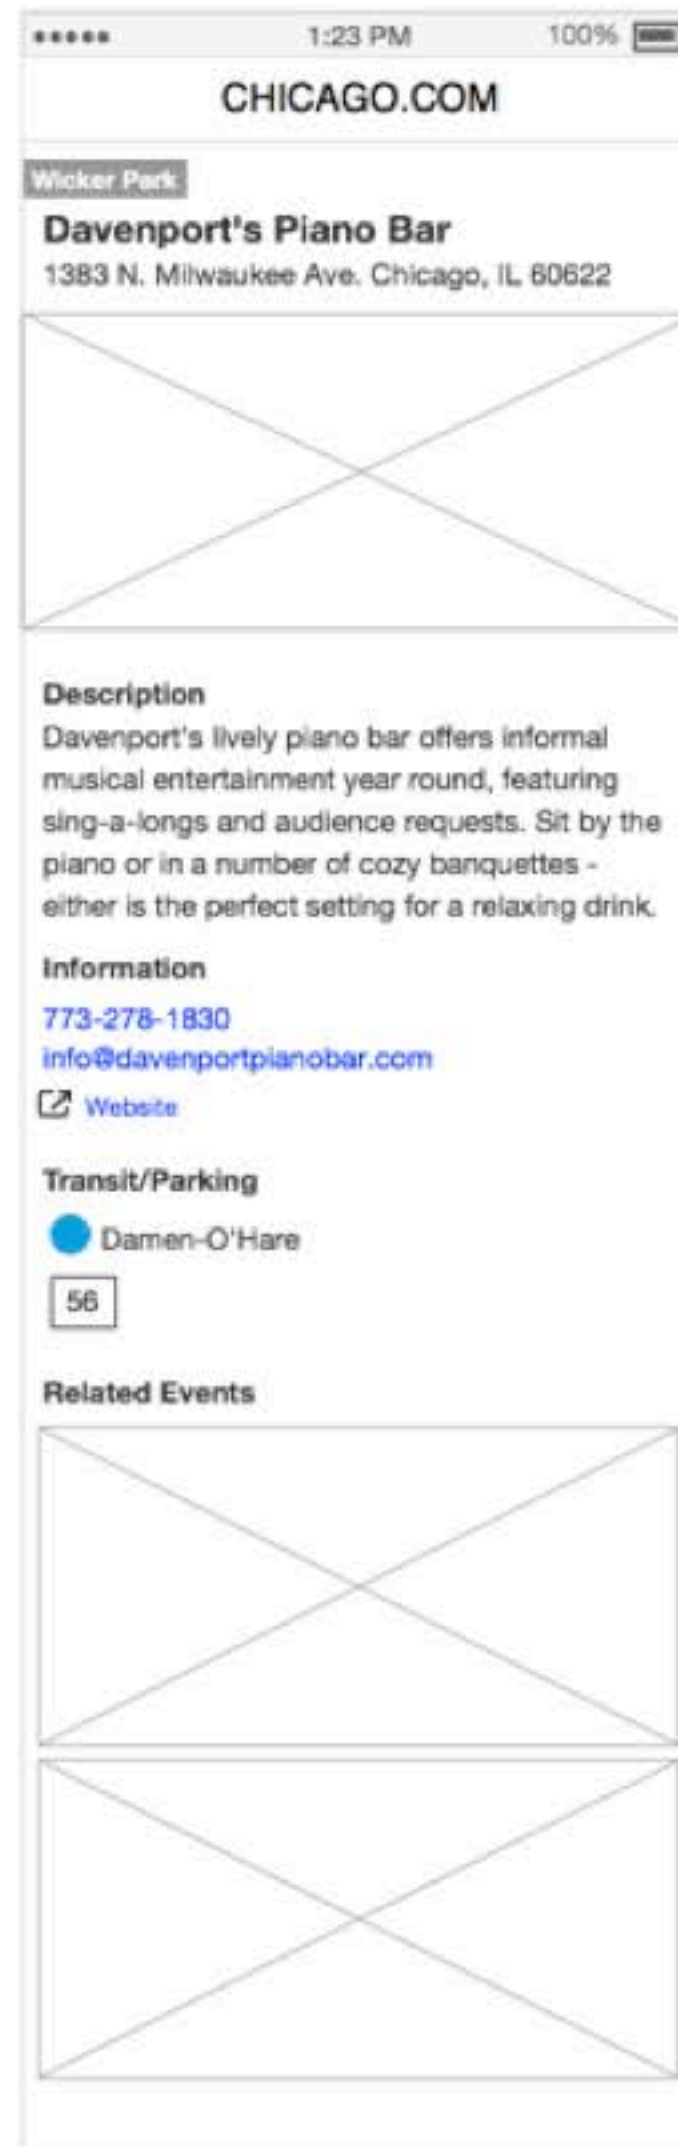 1:23 PM 100%
CHICAGO.COM
Wicker Park
Davenport's Piano Bar
1383 N. Milwaukee Ave. Chicago, IL 60622
Description
Davenport's lively piano bar offers informal
musical entertainment year round, featuring
sing-a-longs and audience requests. Sit by the
piano or in a number of cozy banquettes -
either is the perfect setting for a relaxing drink.
Information
773-278-1830
info@davenportpianobar.com
Website
Transit/Parking
Damen-O'Hare
56
Related Events